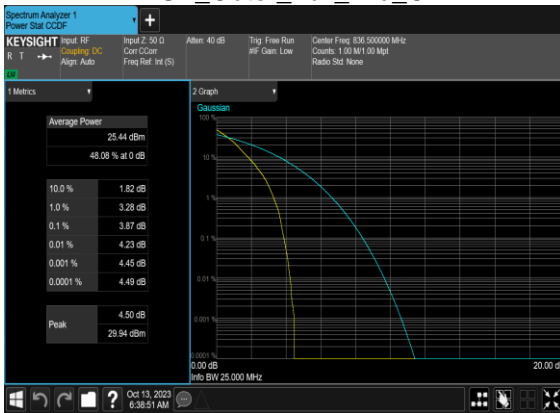 Spectrum Analyzer 1
Power Stat CCDF
+
KEYSIGHT
R T
Input: RF
Coupling: DC
Align: Auto
Input Z: 50 Ω
Corr CCorr
Freq Ref: Int (S)
Atten: 40 dB
Trig: Free Run
#IF Gain: Low
Center Freq: 836.500000 MHz
Counts: 1.00 M/1.00 Mpt
Radio Std: None
1 Metrics
Average Power
25.44 dBm
48.08 % at 0 dB
10.0 % 1.82 dB
1.0 % 3.28 dB
0.1 % 3.87 dB
0.01 % 4.23 dB
0.001 % 4.45 dB
0.0001 % 4.49 dB
Peak 4.50 dB
29.94 dBm
2 Graph
Gaussian
100 %
10 %
1 %
0.1 %
0.01 %
0.001 %
0.0001 %
0.00 dB
20.00 d
Info BW 25.000 MHz
?
Oct 13, 2023
6:38:51 AM